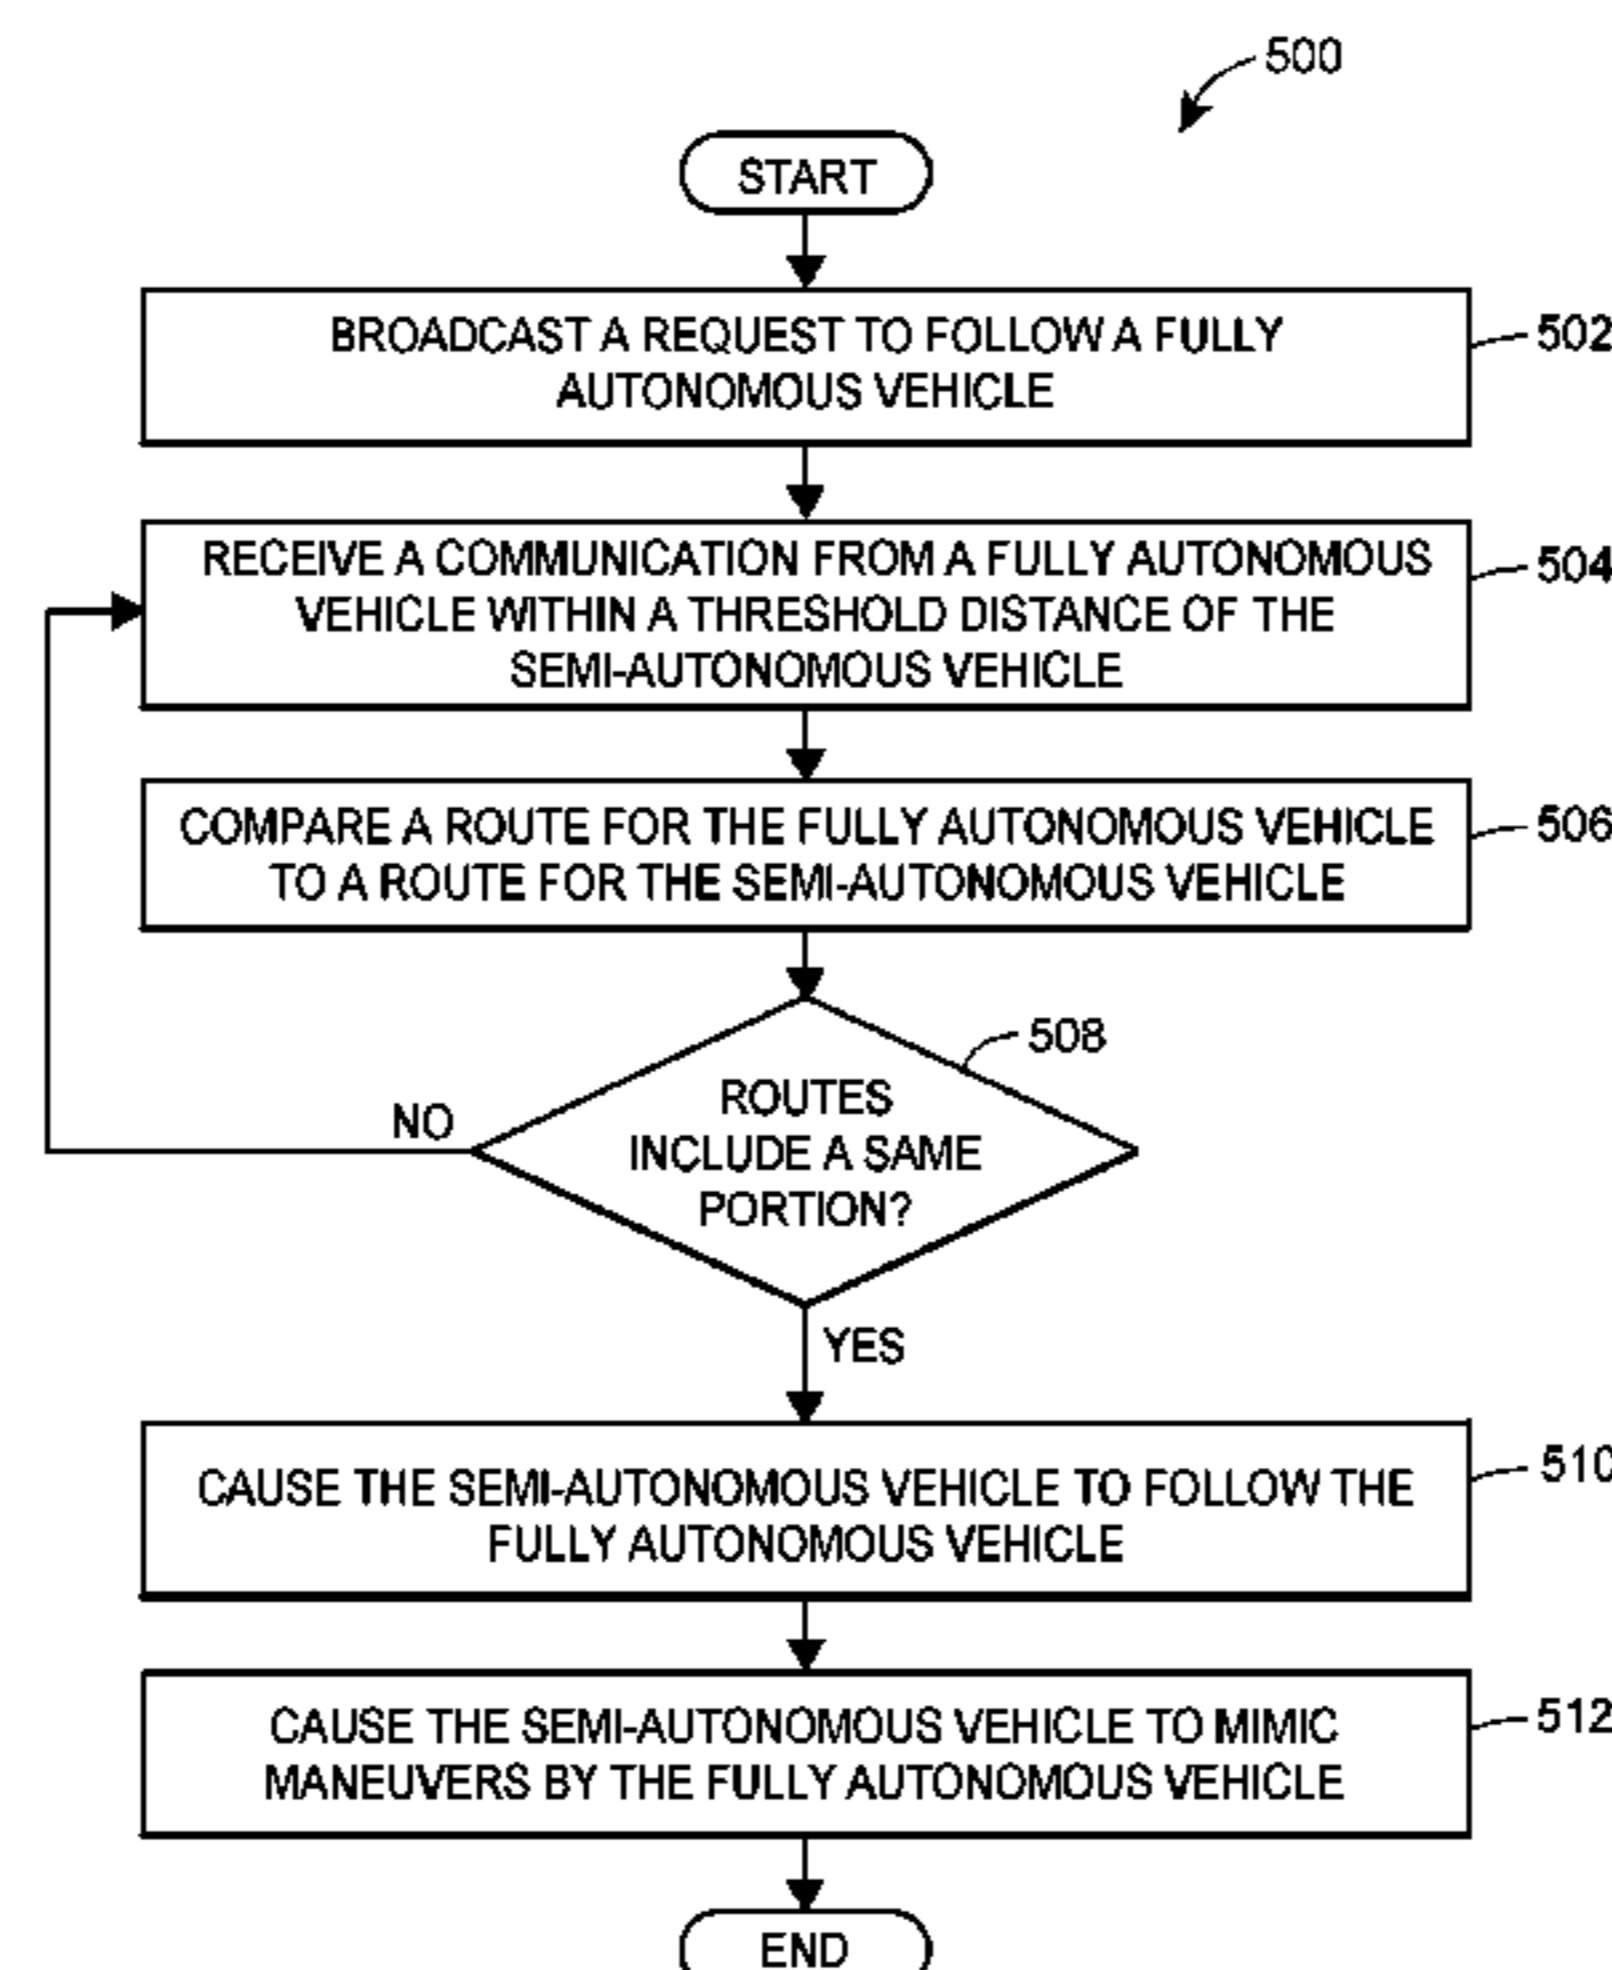 500
START
BROADCAST A REQUEST TO FOLLOW A FULLY
AUTONOMOUS VEHICLE
502
RECEIVE A COMMUNICATION FROM A FULLY AUTONOMOUS
VEHICLE WITHIN A THRESHOLD DISTANCE OF THE
SEMI-AUTONOMOUS VEHICLE
504
COMPARE A ROUTE FOR THE FULLY AUTONOMOUS VEHICLE
TO A ROUTE FOR THE SEMI-AUTONOMOUS VEHICLE
506
508
ROUTES
INCLUDE A SAME
PORTION?
NO
YES
CAUSE THE SEMI-AUTONOMOUS VEHICLE TO FOLLOW THE
FULLY AUTONOMOUS VEHICLE
510
CAUSE THE SEMI-AUTONOMOUS VEHICLE TO MIMIC
MANEUVERS BY THE FULLY AUTONOMOUS VEHICLE
512
END